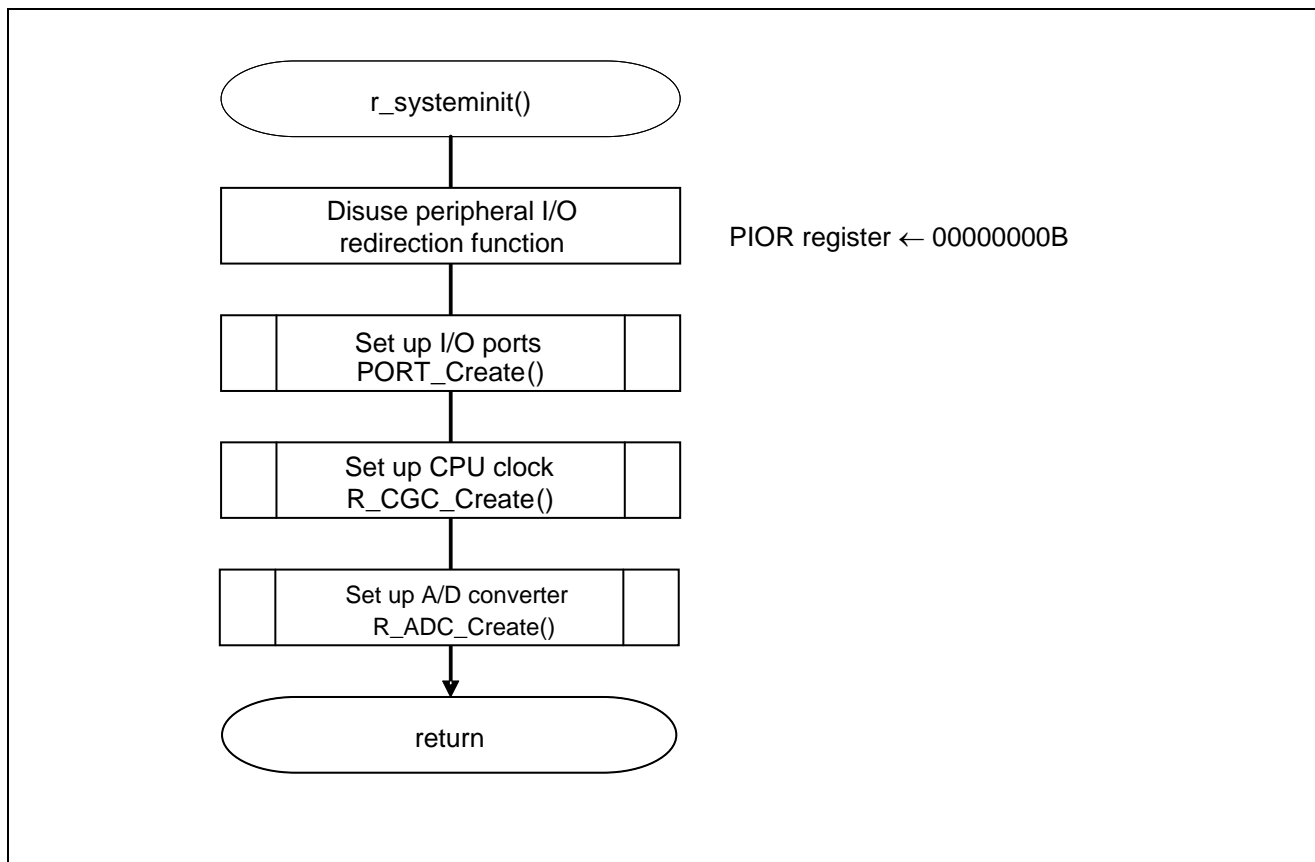 r_systeminit()
Disuse peripheral I/O
redirection function
PIOR register ← 00000000B
Set up I/O ports
PORT_Create()
Set up CPU clock
R_CGC_Create()
Set up A/D converter
R_ADC_Create()
return